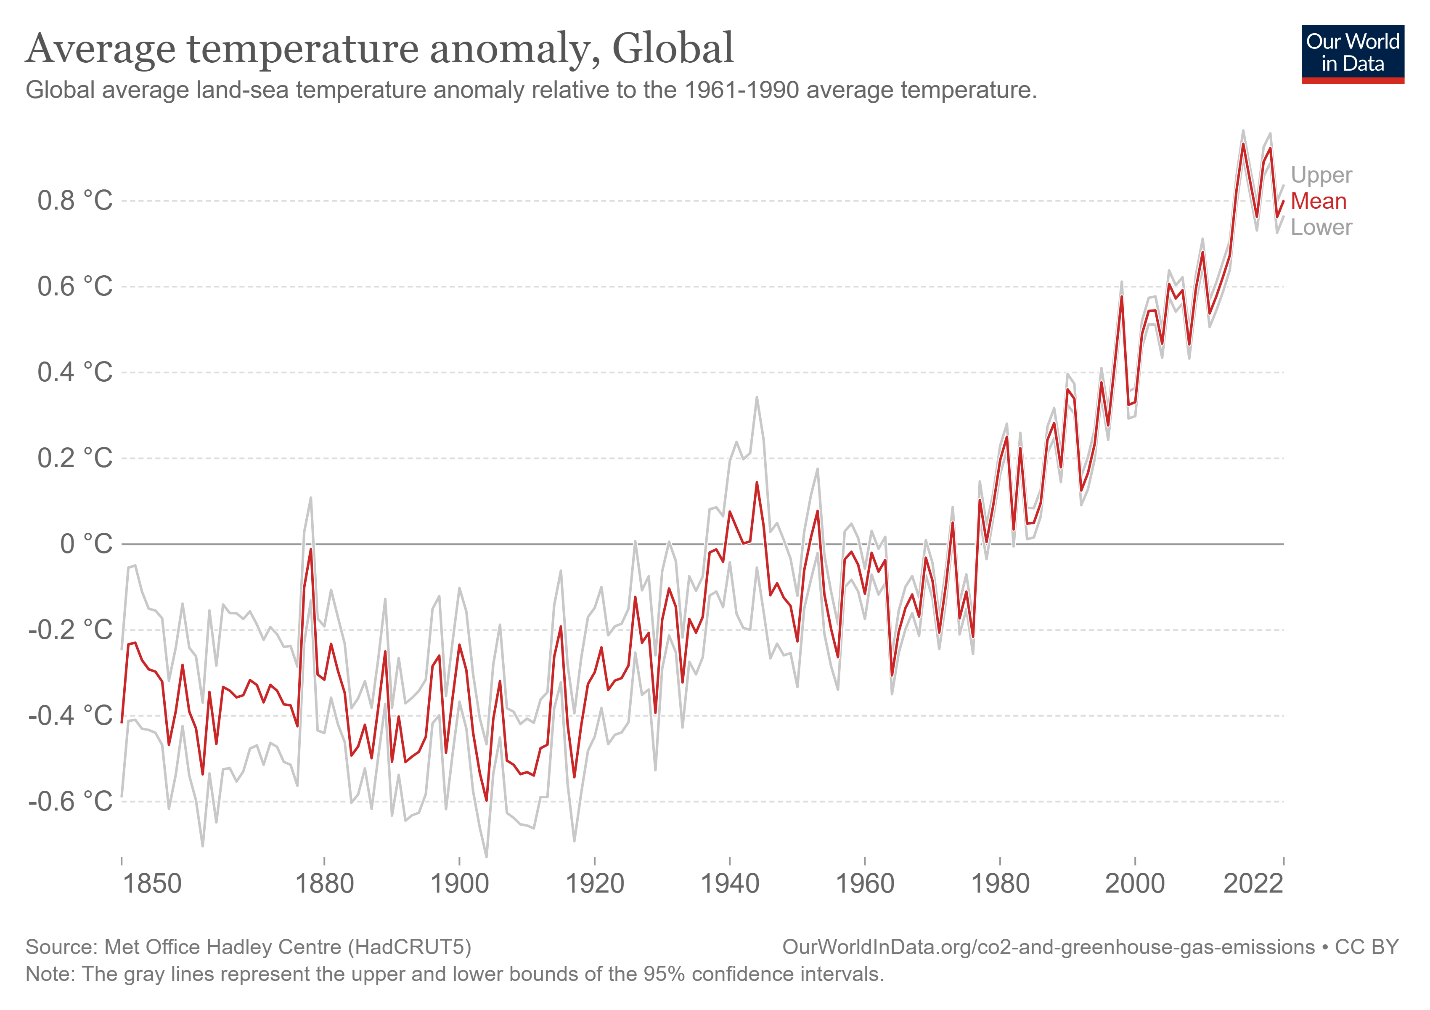 Average temperature anomaly, Global
Global average land-sea temperature anomaly relative to the 1961-1990 average temperature.
Our World
in Data
0.8 °C
0.6 °C
0.4 °C
0.2 °C
0 °C
-0.2 °C
-0.4 °C
-0.6 °C
Upper
Mean
Lower
1850 1880 1900 1920 1940 1960 1980 2000 2022
Source: Met Office Hadley Centre (HadCRUT5) OurWorldInData.org/co2-and-greenhouse-gas-emissions • CC BY
Note: The gray lines represent the upper and lower bounds of the 95% confidence intervals.